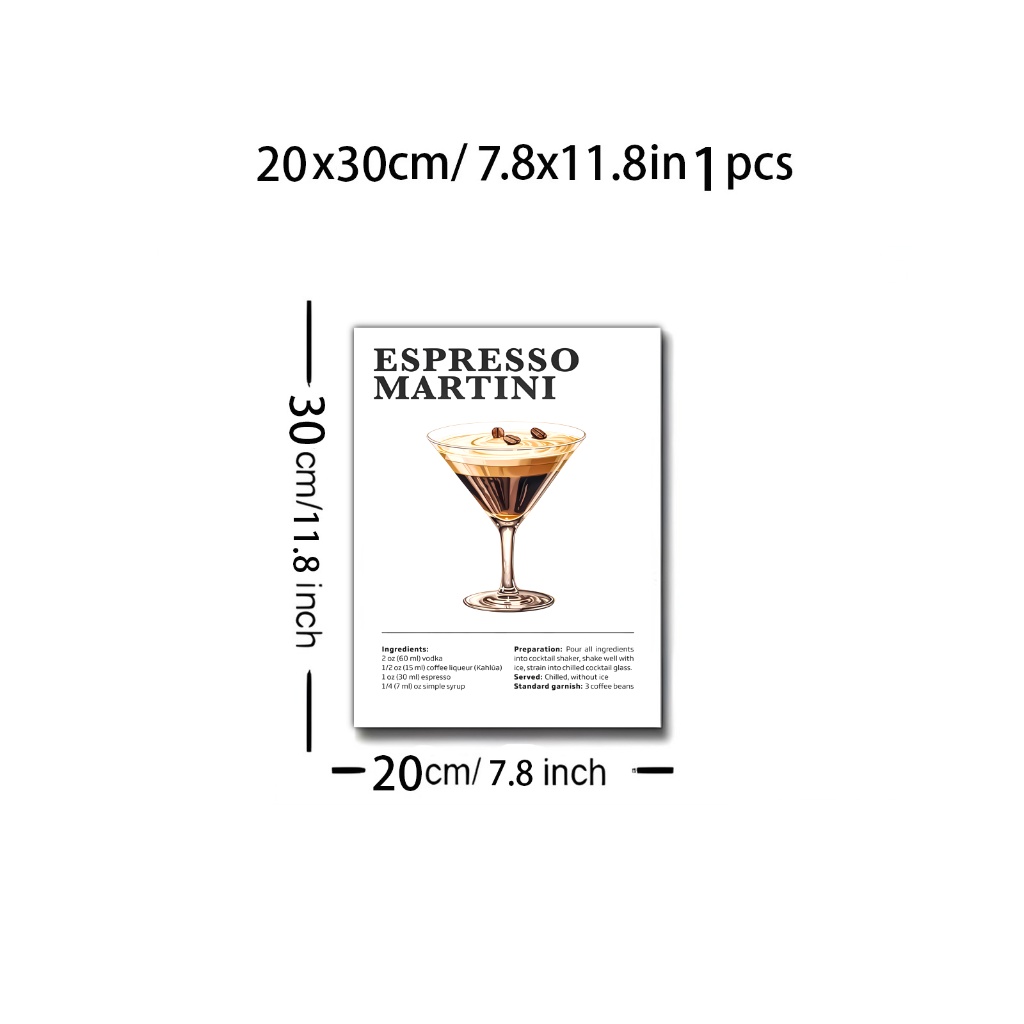 20x30cm/ 7.8x11.8in 1 pcs
30 cm/11.8 inch
ESPRESSO
MARTINI
Ingredients:
2 oz (60 ml) vodka
1/2 oz (15 ml) coffee liqueur (Kahlúa)
1 oz (30 ml) espresso
1/4 (7 ml) oz simple syrup
Preparation: Pour all ingredients
into cocktail shaker, shake well with
ice, strain into chilled cocktail glass.
Served: Chilled, without ice
Standard garnish: 3 coffee beans
20cm/ 7.8 inch